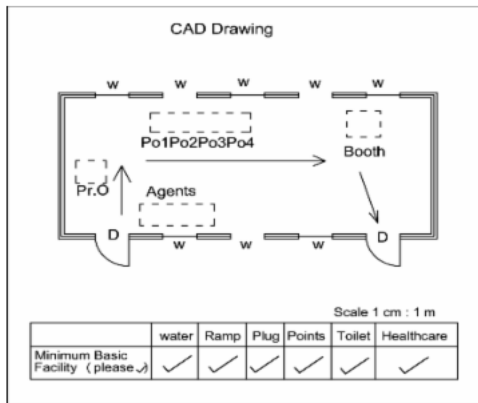 CAD Drawing
w w w w w
Po1Po2Po3Po4
Booth
Pr.O
Agents
D D
w w w
Scale 1 cm : 1 m
water Ramp Plug Points Toilet Healthcare
Minimum Basic
Facility ( please ✓)
✓ ✓ ✓ ✓ ✓ ✓